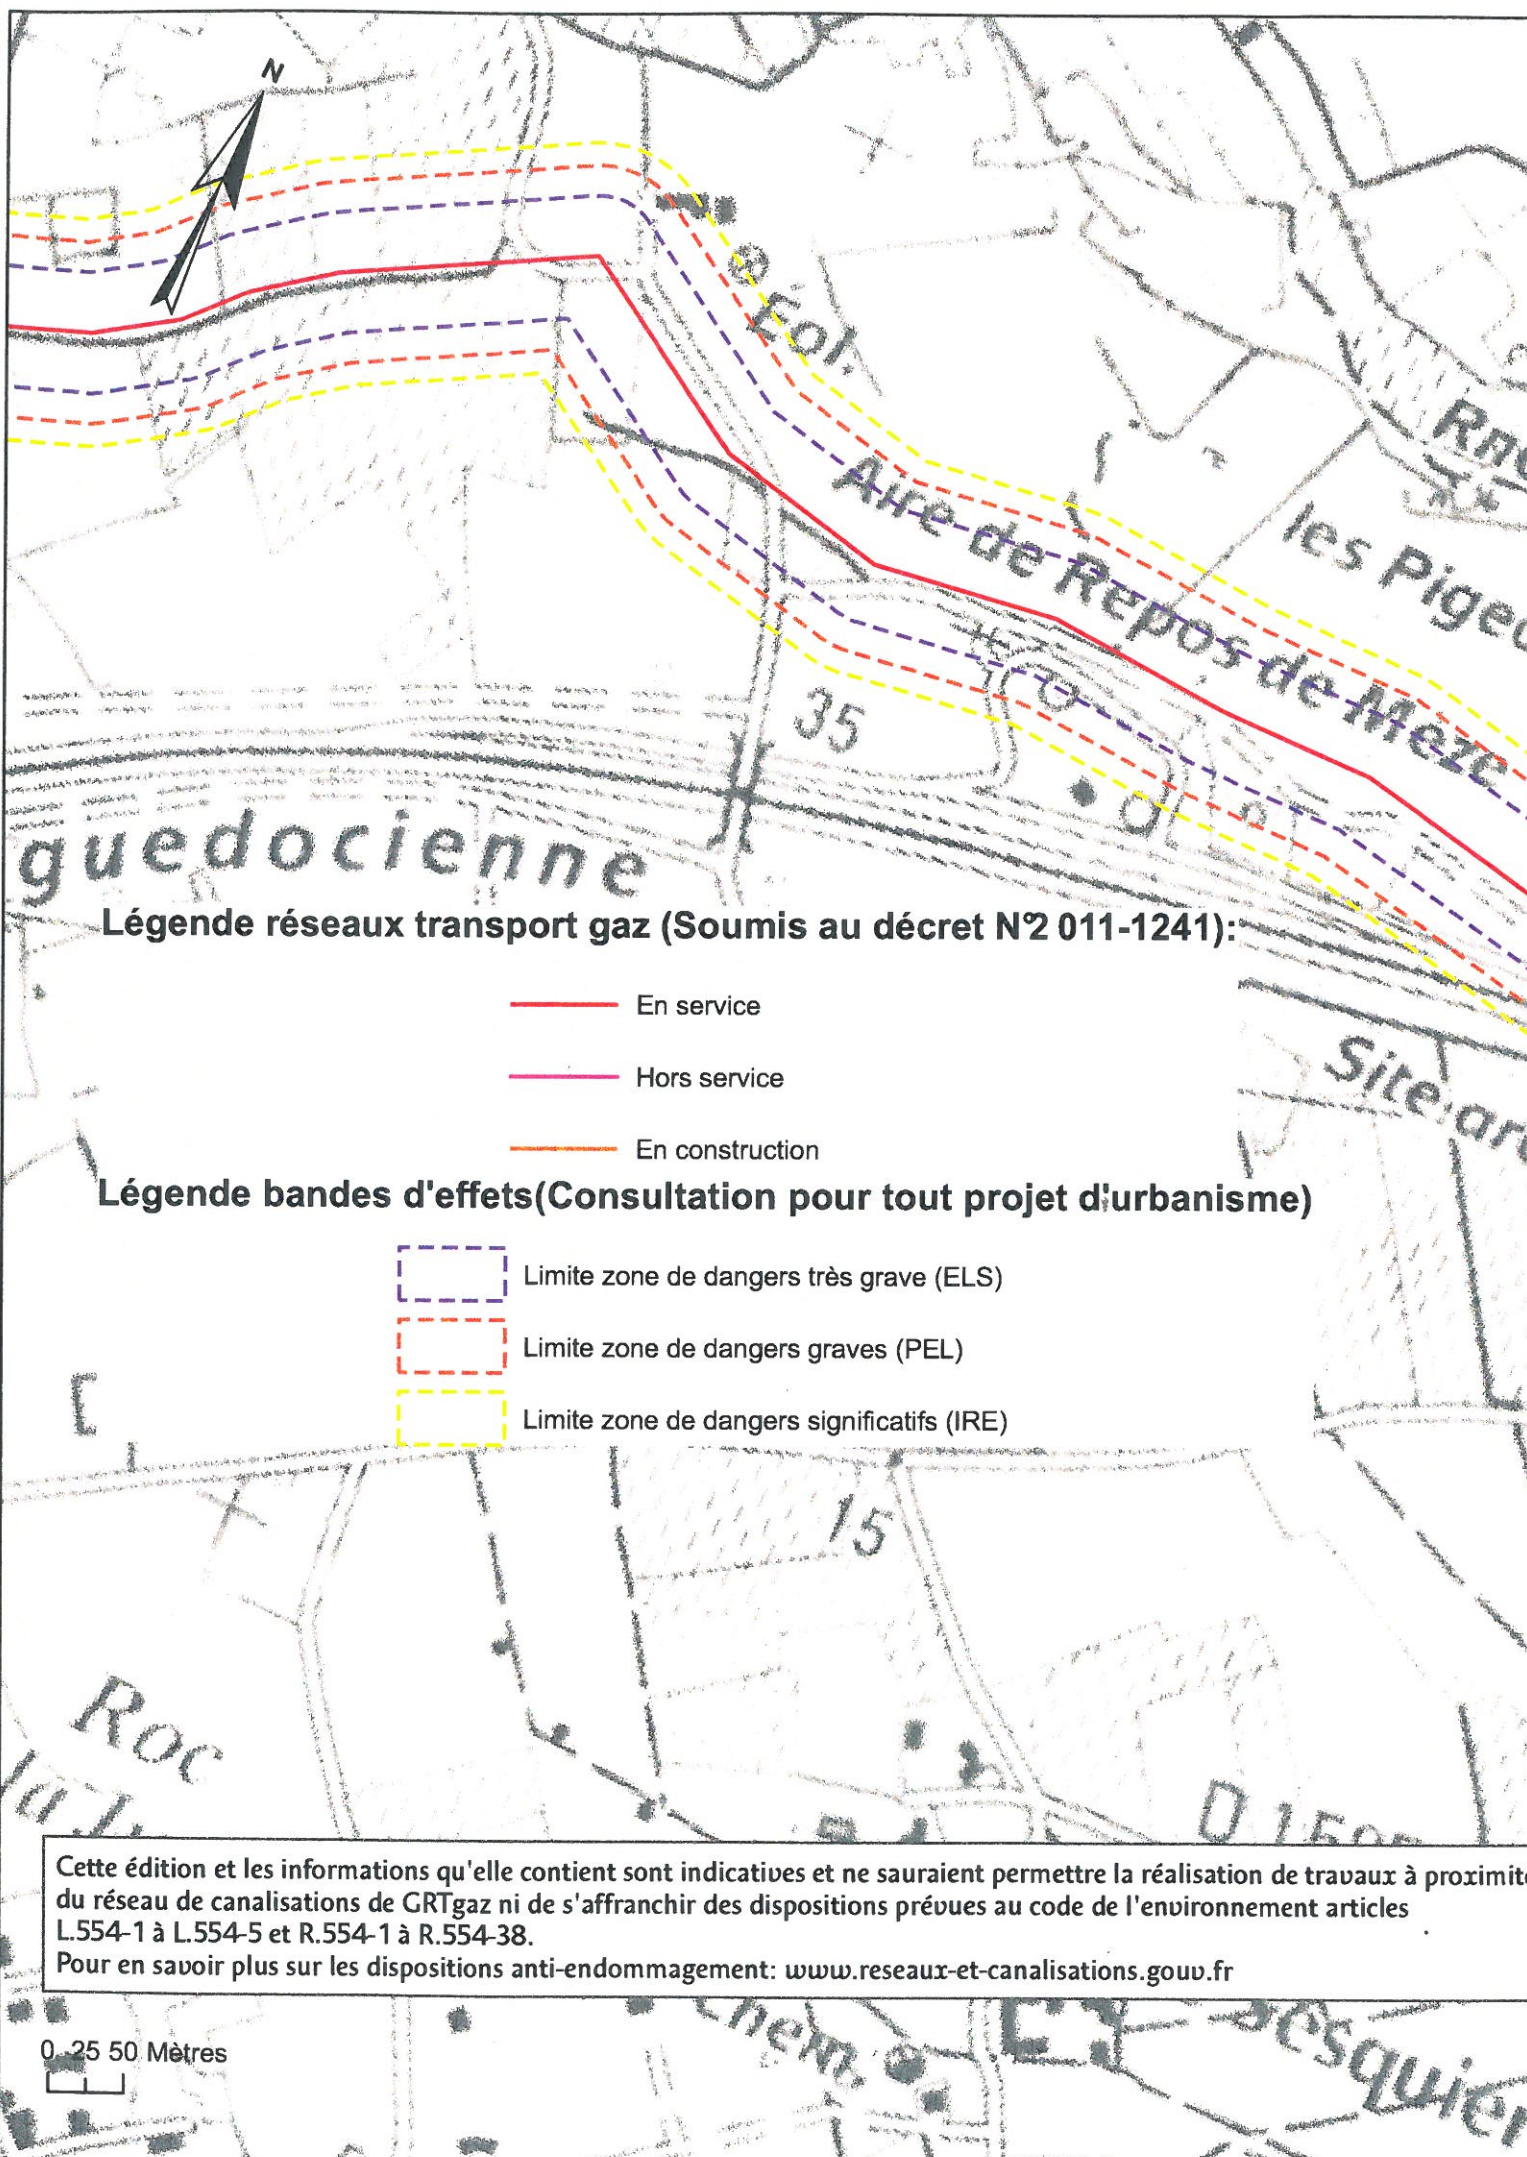 N
Eol.
Aire de Repos de Meze
les
35
guedocienne
Légende réseaux transport gaz (Soumis au décret N°2 011-1241):
En service
Hors service
En construction
Site
Légende bandes d'effets(Consultation pour tout projet d'urbanisme)
Limite zone de dangers très grave (ELS)
Limite zone de dangers graves (PEL)
Limite zone de dangers significatifs (IRE)
15
Roc
la
D
Cette édition et les informations qu'elle contient sont indicatives et ne sauraient permettre la réalisation de travaux à proximité
du réseau de canalisations de GRTgaz ni de s'affranchir des dispositions prévues au code de l'environnement articles
L.554-1 à L.554-5 et R.554-1 à R.554-38.
Pour en savoir plus sur les dispositions anti-endommagement: www.reseaux-et-canalisations.gouv.fr
Chem.
0 25 50 Mètres